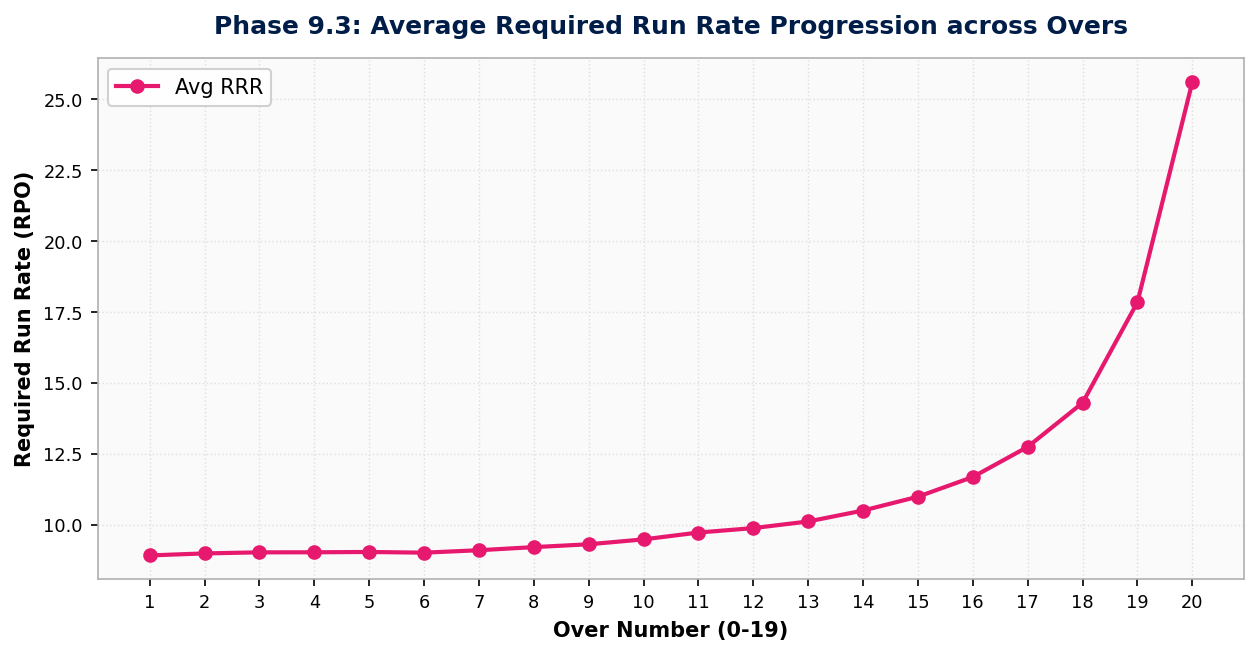 Phase 9.3: Average Required Run Rate Progression across Overs
Avg RRR
Required Run Rate (RPO)
25.0
22.5
20.0
17.5
15.0
12.5
10.0
1 2 3 4 5 6 7 8 9 10 11 12 13 14 15 16 17 18 19 20
Over Number (0-19)